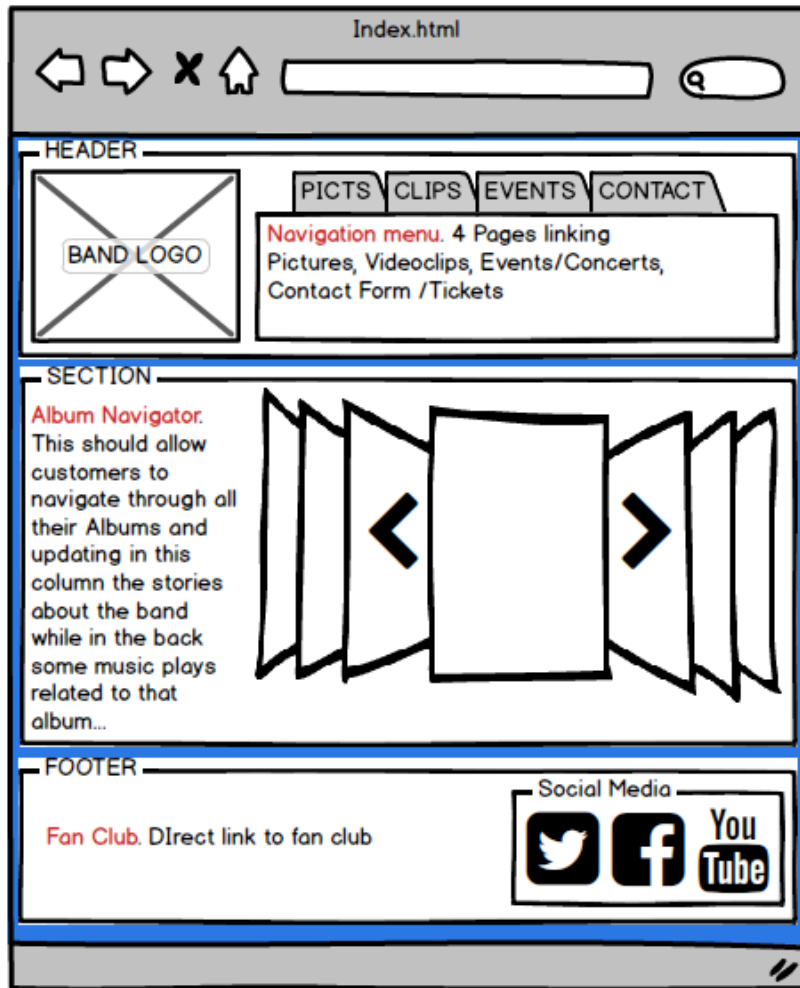 Index.html
HEADER
BAND LOGO
PICTS CLIPS EVENTS CONTACT
Navigation menu. 4 Pages linking
Pictures, Videoclips, Events/Concerts,
Contact Form /Tickets
SECTION
Album Navigator.
This should allow
customers to
navigate through all
their Albums and
updating in this
column the stories
about the band
while in the back
some music plays
related to that
album...
FOOTER
Fan Club. DIrect link to fan club
Social Media
You
Tube